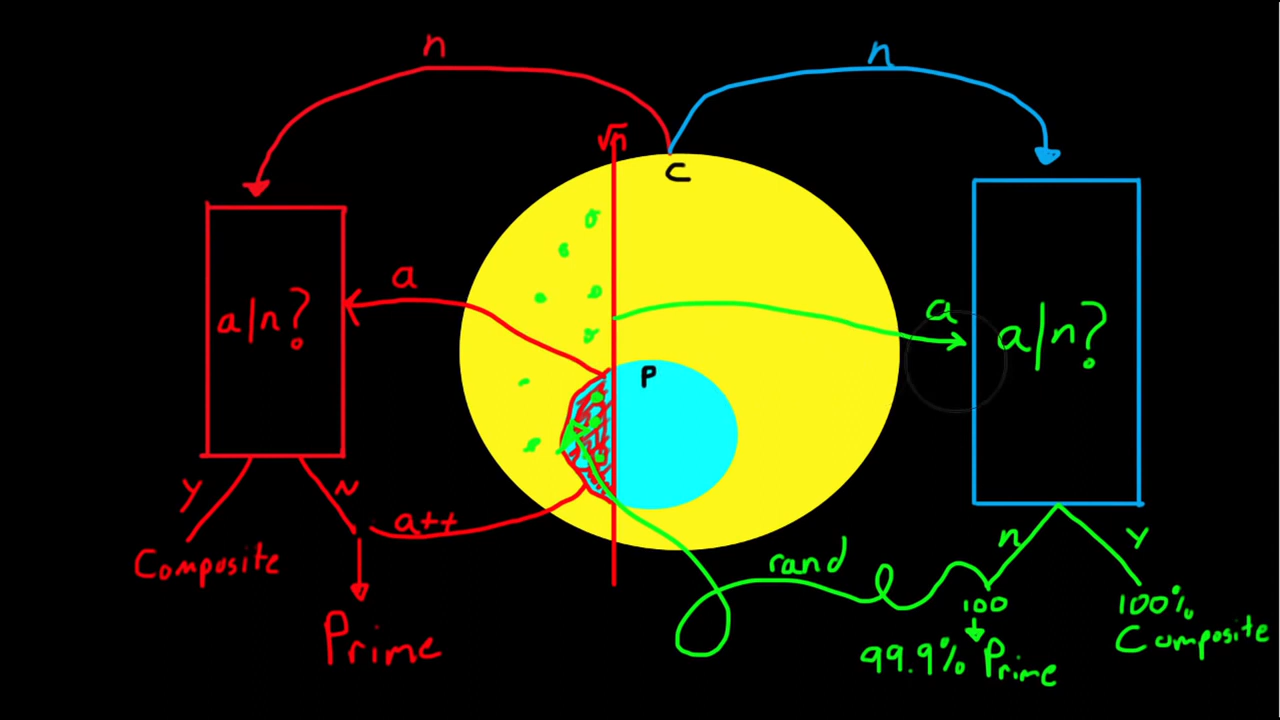 n
n
√n
C
a
a
a|n?
a|n?
P
Y
N
a++
Composite
Prime
rand
n
Y
100
100%
Composite
99.9% Prime